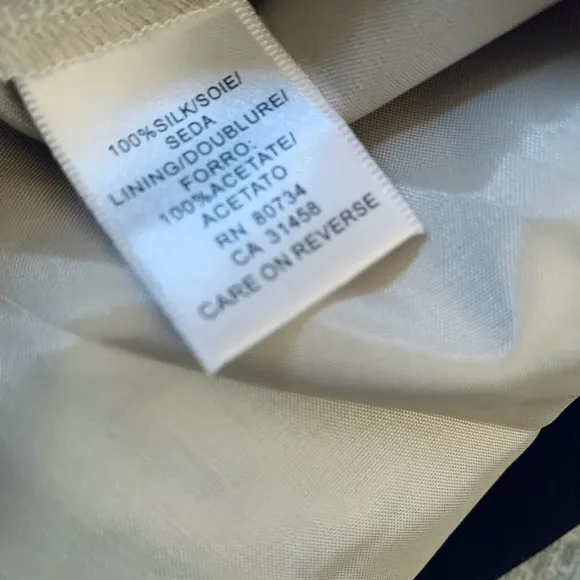 100%SILK/SOIE/
SEDA
LINING/DOUBLURE/
FORRO:
100%ACETATE/
ACETATO
RN 80734
CA 31458
CARE ON REVERSE